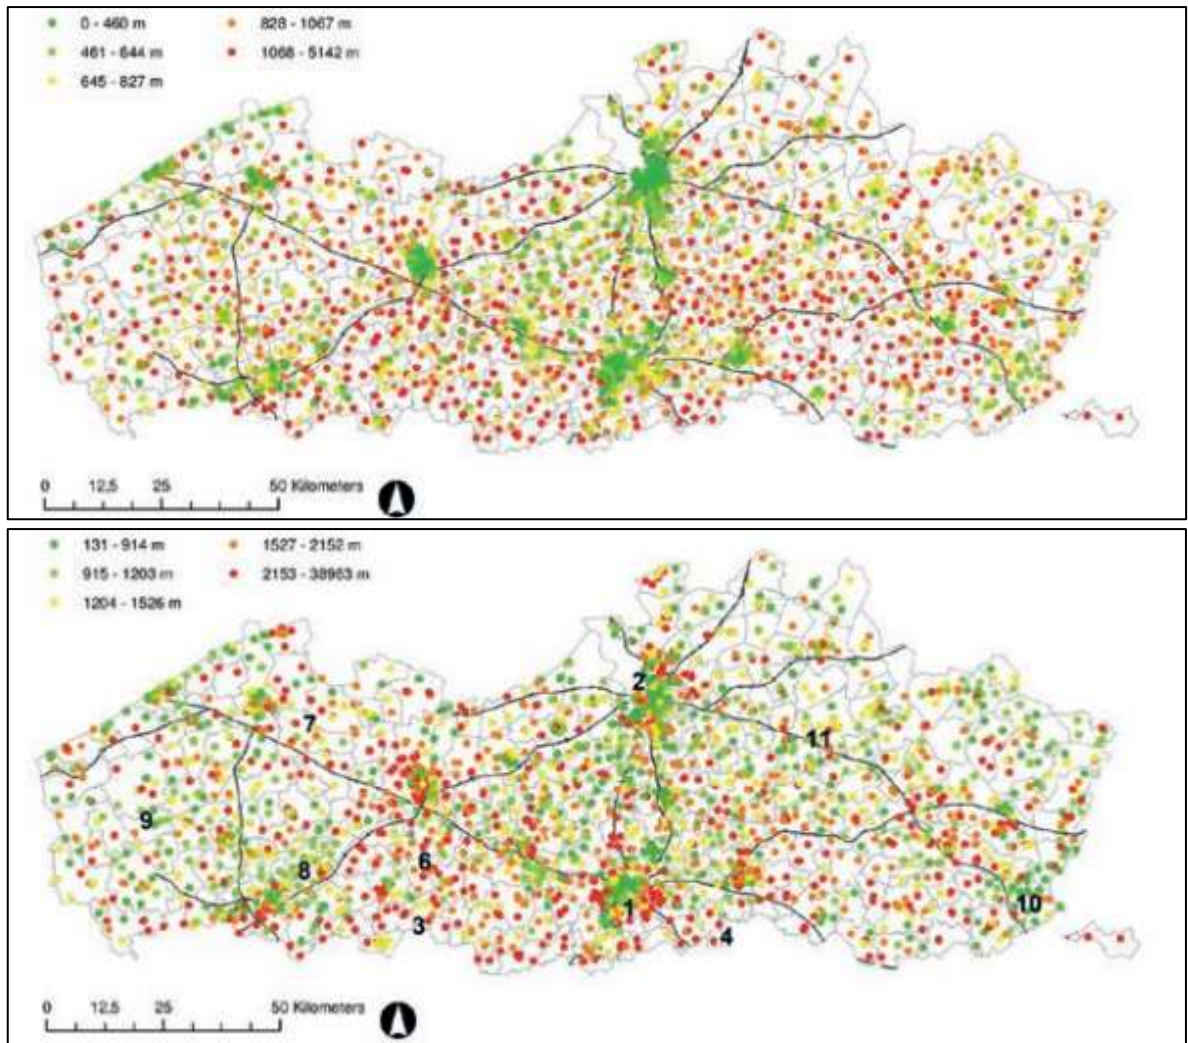 0 - 460 m 828 - 1067 m
461 - 644 m 1068 - 5142 m
645 - 827 m
0 12,5 25 50 Kilometers
131 - 914 m 1527 - 2152 m
915 - 1203 m 2153 - 38963 m
1204 - 1526 m
2
7
11
9
6
8
1
10
3
4
0 12,5 25 50 Kilometers